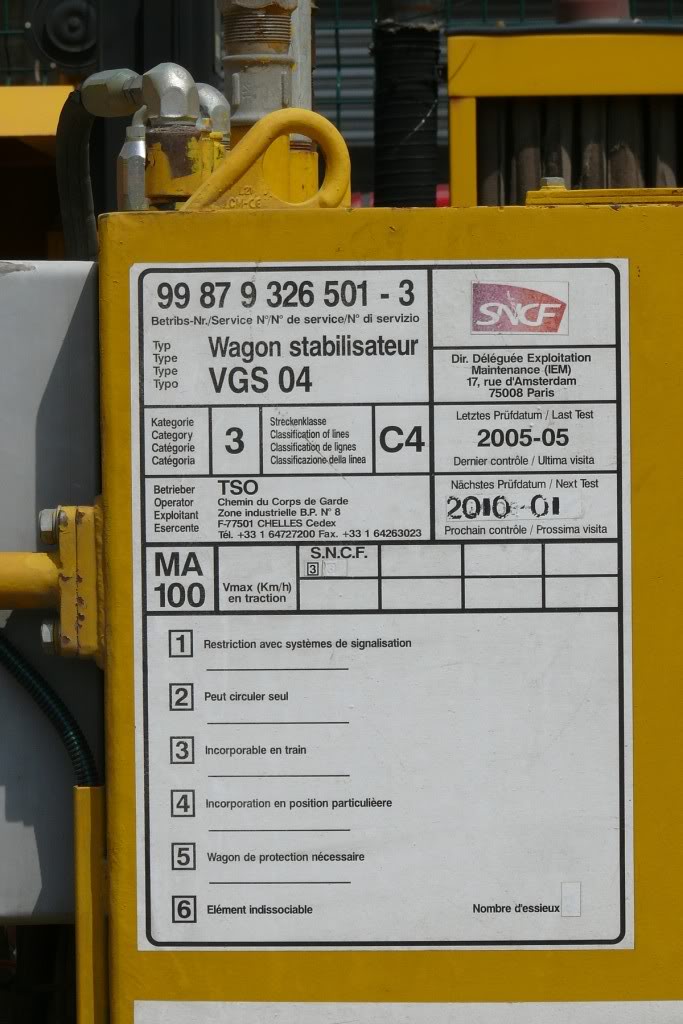 L2V
CM-CE
99 87 9 326 501 - 3
Betribs-Nr./Service N°/N° de service/N° di servizio
Typ
Type
Type
Typo
Wagon stabilisateur
VGS 04
SNCF
Dir. Déléguée Exploitation
Maintenance (IEM)
17, rue d'Amsterdam
75008 Paris
Kategorie
Category
Catégorie
Catégoria
3
Streckenklasse
Classification of lines
Classification de lignes
Classificazione della linea
C4
Letztes Prüfdatum / Last Test
2005-05
Dernier contrôle / Ultima visita
Betrieber
Operator
Exploitant
Esercente
TSO
Chemin du Corps de Garde
Zone industrielle B.P. N° 8
F-77501 CHELLES Cedex
Tél. +33 1 64727200 Fax. +33 1 64263023
Nächstes Prüfdatum / Next Test
2010-01
Prochain contrôle / Prossima visita
MA
100
Vmax (Km/h)
en traction
S.N.C.F.
3
1 Restriction avec systèmes de signalisation
2 Peut circuler seul
3 Incorporable en train
4 Incorporation en position particulièere
5 Wagon de protection nécessaire
6 Elément indissociable
Nombre d'essieux